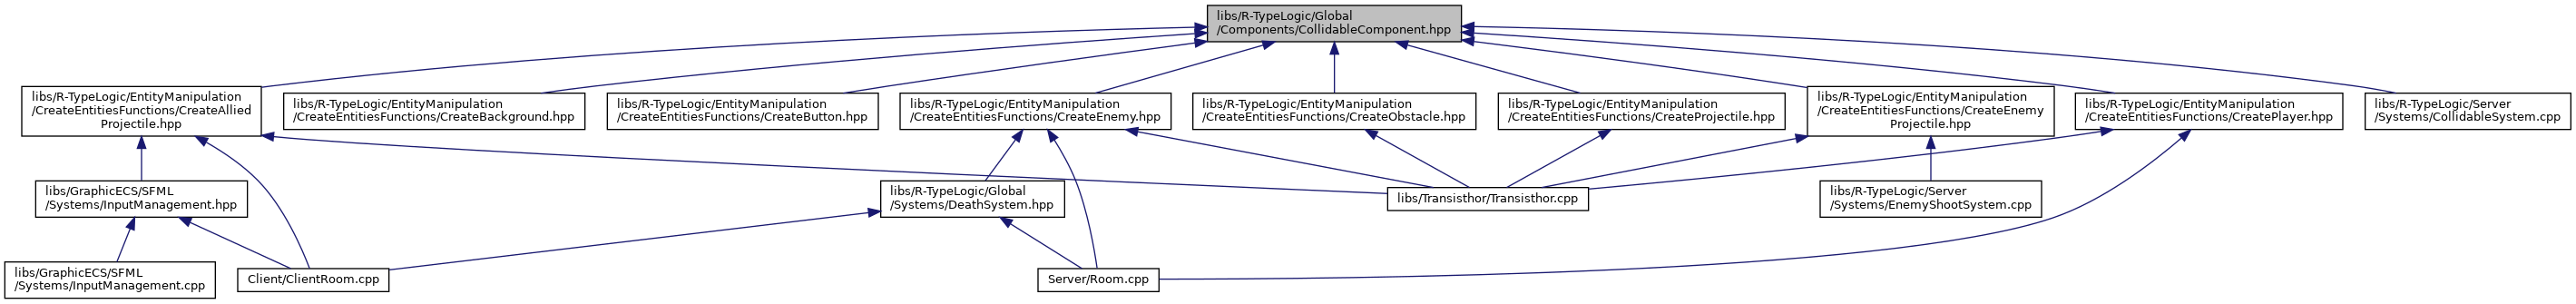 libs/R-TypeLogic/Global
/Components/CollidableComponent.hpp
libs/R-TypeLogic/EntityManipulation
/CreateEntitiesFunctions/CreateAllied
Projectile.hpp
libs/R-TypeLogic/EntityManipulation
/CreateEntitiesFunctions/CreateBackground.hpp
libs/R-TypeLogic/EntityManipulation
/CreateEntitiesFunctions/CreateButton.hpp
libs/R-TypeLogic/EntityManipulation
/CreateEntitiesFunctions/CreateEnemy.hpp
libs/R-TypeLogic/EntityManipulation
/CreateEntitiesFunctions/CreateObstacle.hpp
libs/R-TypeLogic/EntityManipulation
/CreateEntitiesFunctions/CreateProjectile.hpp
libs/R-TypeLogic/EntityManipulation
/CreateEntitiesFunctions/CreateEnemy
Projectile.hpp
libs/R-TypeLogic/EntityManipulation
/CreateEntitiesFunctions/CreatePlayer.hpp
libs/R-TypeLogic/Server
/Systems/CollidableSystem.cpp
libs/GraphicECS/SFML
/Systems/InputManagement.hpp
libs/R-TypeLogic/Global
/Systems/DeathSystem.hpp
libs/Transisthor/Transisthor.cpp
libs/R-TypeLogic/Server
/Systems/EnemyShootSystem.cpp
libs/GraphicECS/SFML
/Systems/InputManagement.cpp
Client/ClientRoom.cpp
Server/Room.cpp